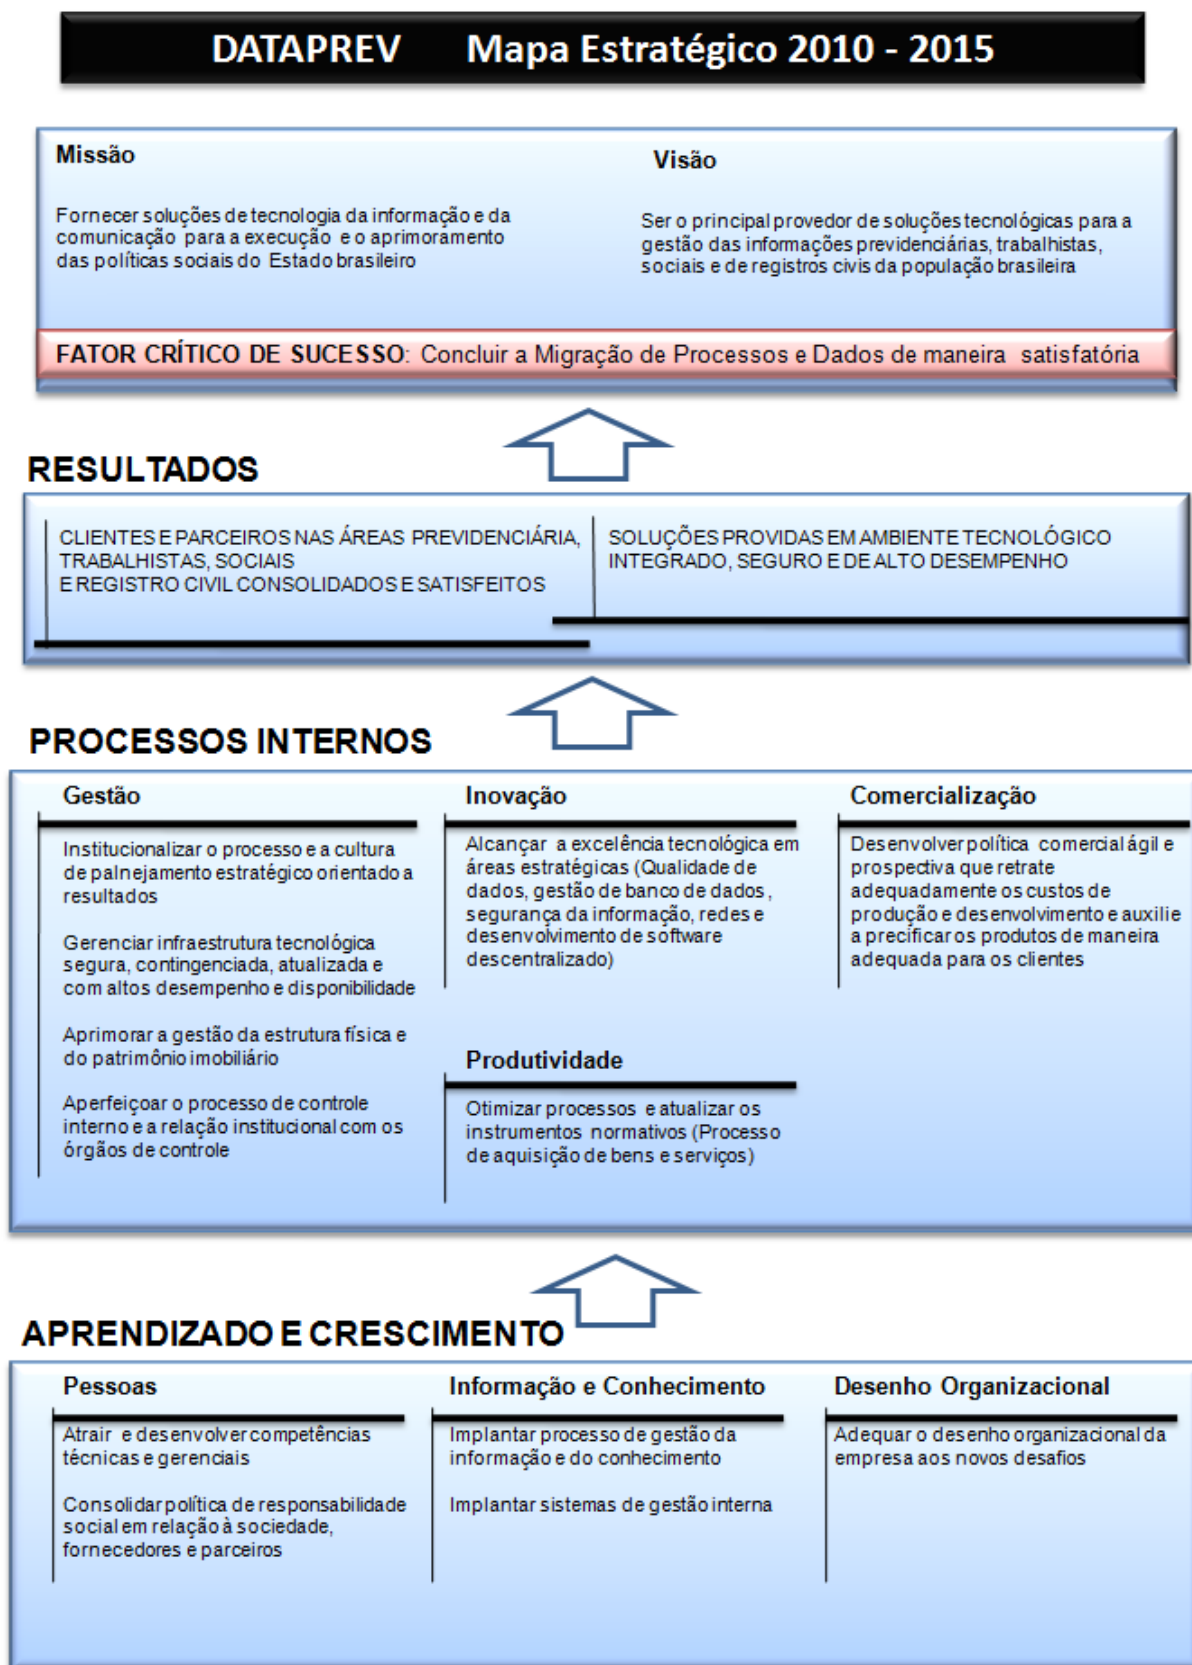 DATAPREV Mapa Estratégico 2010 - 2015
Missão
Fornecer soluções de tecnologia da informação e da
comunicação para a execução e o aprimoramento
das políticas sociais do Estado brasileiro
Visão
Ser o principal provedor de soluções tecnológicas para a
gestão das informações previdenciárias, trabalhistas,
sociais e de registros civis da população brasileira
FATOR CRÍTICO DE SUCESSO: Concluir a Migração de Processos e Dados de maneira satisfatória
RESULTADOS
CLIENTES E PARCEIROS NAS ÁREAS PREVIDENCIÁRIA,
TRABALHISTAS, SOCIAIS
E REGISTRO CIVIL CONSOLIDADOS E SATISFEITOS
SOLUÇÕES PROVIDAS EM AMBIENTE TECNOLÓGICO
INTEGRADO, SEGURO E DE ALTO DESEMPENHO
PROCESSOS INTERNOS
Gestão
Institucionalizar o processo e a cultura
de palnejamento estratégico orientado a
resultados
Gerenciar infraestrutura tecnológica
segura, contingenciada, atualizada e
com altos desempenho e disponibilidade
Aprimorar a gestão da estrutura física e
do patrimônio imobiliário
Aperfeiçoar o processo de controle
interno e a relação institucional com os
órgãos de controle
Inovação
Alcançar a excelência tecnológica em
áreas estratégicas (Qualidade de
dados, gestão de banco de dados ,
segurança da informação, redes e
desenvolvimento de software
descentralizado)
Produtividade
Otimizar processos e atualizar os
instrumentos normativos (Processo
de aquisição de bens e serviços)
Comercialização
Desenvolver política comercial ágil e
prospectiva que retrate
adequadamente os custos de
produção e desenvolvimento e auxilie
a precificar os produtos de maneira
adequada para os clientes
APRENDIZADO E CRESCIMENTO
Pessoas
Atrair e desenvolver competências
técnicas e gerenciais
Consolidar política de responsabilidade
social em relação à sociedade,
fornecedores e parceiros
Informação e Conhecimento
Implantar processo de gestão da
informação e do conhecimento
Implantar sistemas de gestão interna
Desenho Organizacional
Adequar o desenho organizacional da
empresa aos novos desafios